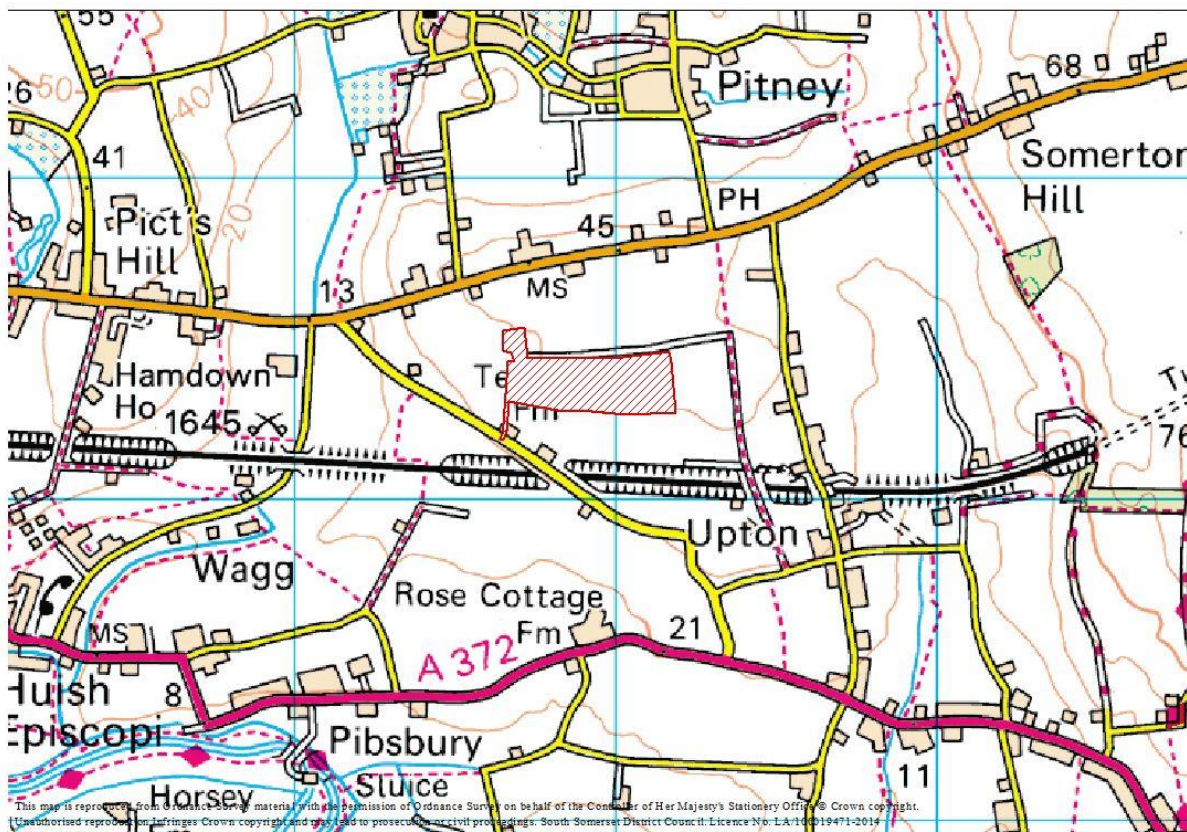 55
Pitney
68
26
50
40
41
Somerton
Hill
PH
Pict's
Hill
20
45
13
MS
Hamdown
Ho
1645
Te
Fm
76
Upton
Wagg
Rose Cottage
Fm
21
MS
A 372
Huish
Episcopi
8
Pibsbury
Sluice
Horsey
11
This map is reproduced from Ordnance Survey material with the permission of Ordnance Survey on behalf of the Controller of Her Majesty's Stationery Office © Crown copyright.
Unauthorised reproduction infringes Crown copyright and may lead to prosecution or civil proceedings. South Somerset District Council. Licence No. LA/100019471-2014